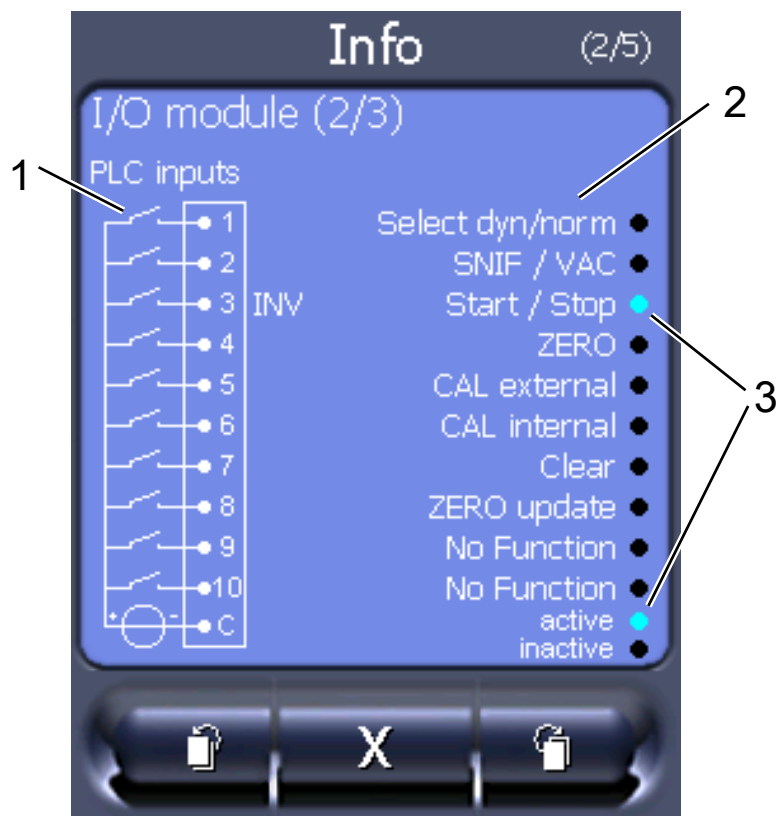 Info (2/5)
I/O module (2/3)
2
1
PLC inputs
1 Select dyn/norm
2 SNIF / VAC
3 INV Start / Stop
4 ZERO
3
5 CAL external
6 CAL internal
7 Clear
8 ZERO update
9 No Function
10 No Function
+ - C active
inactive
X